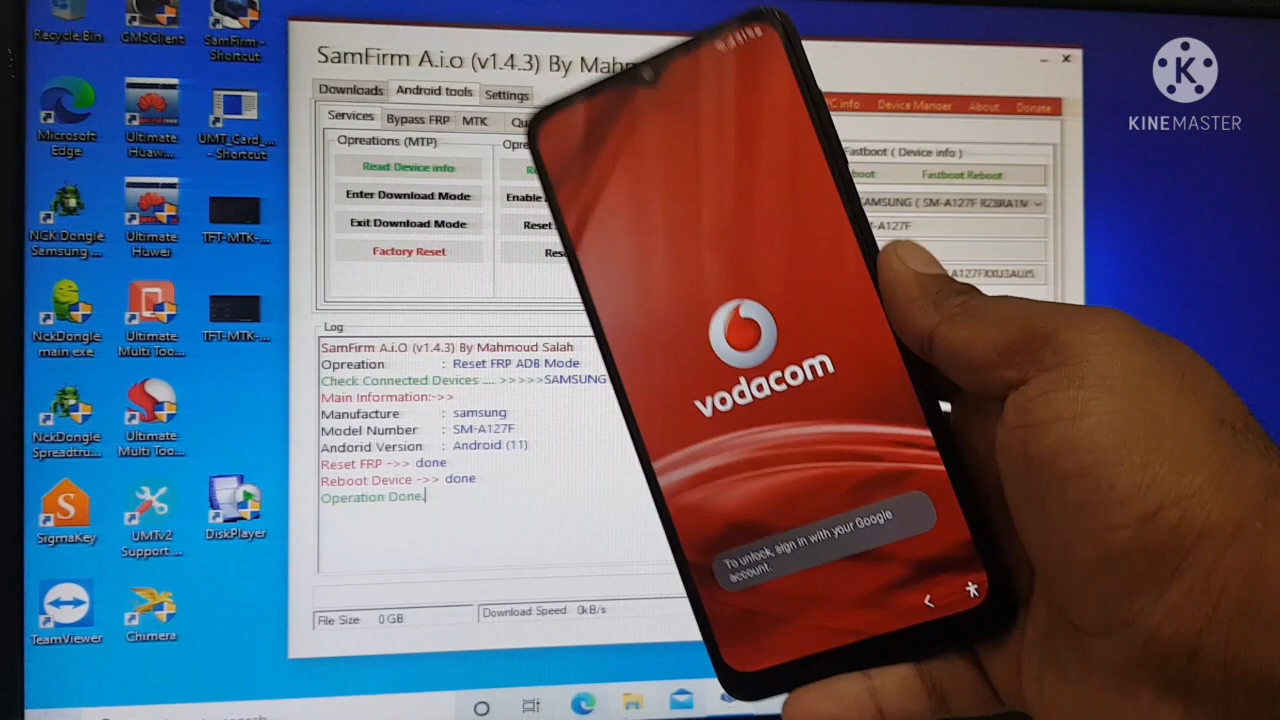 Recycle Bin
GMSClient
SamFirm -
Shortcut
Microsoft
Edge
Ultimate
Huaw...
UMT_Card_...
- Shortcut
NCK Dongle
Samsung ...
Ultimate
Huwei
TFT-MTK-...
NckDongle
main exe
Ultimate
Multi Too...
TFT-MTK-...
NckDongle
Spreadtru...
Ultimate
Multi Too...
DiskPlayer
SigmaKey
UMTv2
Support ...
TeamViewer
Chimera
SamFirm A.i.o (v1.4.3) By Mahm
Downloads
Android tools
Settings
Services
Bypass FRP
MTK
Opreations (MTP)
Read Device info
Enter Download Mode
Exit Download Mode
Factory Reset
Enable
Reset
info
Device Manger
About
Donate
Fastboot ( Device info )
Fastboot Reboot
SAMSUNG ( SM-A127F
-A127F
A127FXXU3AUJ5
Log
SamFirm A.i.O (v1.4.3) By Mahmoud Salah
Opreation : Reset FRP ADB Mode
Check Connected Devices .... >>>>>SAMSUNG
Main Information:->>
Manufacture : samsung
Model Number : SM-A127F
Andorid Version : Android (11)
Reset FRP ->> done
Reboot Device ->> done
Operation Done.
File Size 0 GB
Download Speed 0kB/s
vodacom
To unlock, sign in with your Google
account.
K
KINEMASTER